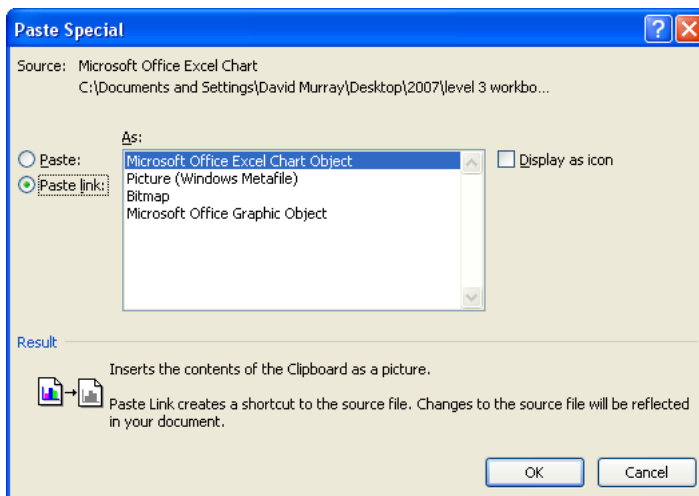 Paste Special
Source: Microsoft Office Excel Chart
C:\Documents and Settings\David Murray\Desktop\2007\level 3 workbo...
As:
Paste:
Paste link:
Microsoft Office Excel Chart Object
Picture (Windows Metafile)
Bitmap
Microsoft Office Graphic Object
Display as icon
Result
Inserts the contents of the Clipboard as a picture.
Paste Link creates a shortcut to the source file. Changes to the source file will be reflected
in your document.
OK
Cancel